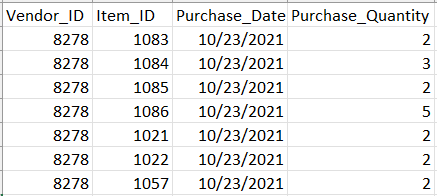 Vendor_ID Item_ID Purchase_Date Purchase_Quantity
8278 1083 10/23/2021 2
8278 1084 10/23/2021 3
8278 1085 10/23/2021 2
8278 1086 10/23/2021 5
8278 1021 10/23/2021 2
8278 1022 10/23/2021 2
8278 1057 10/23/2021 2